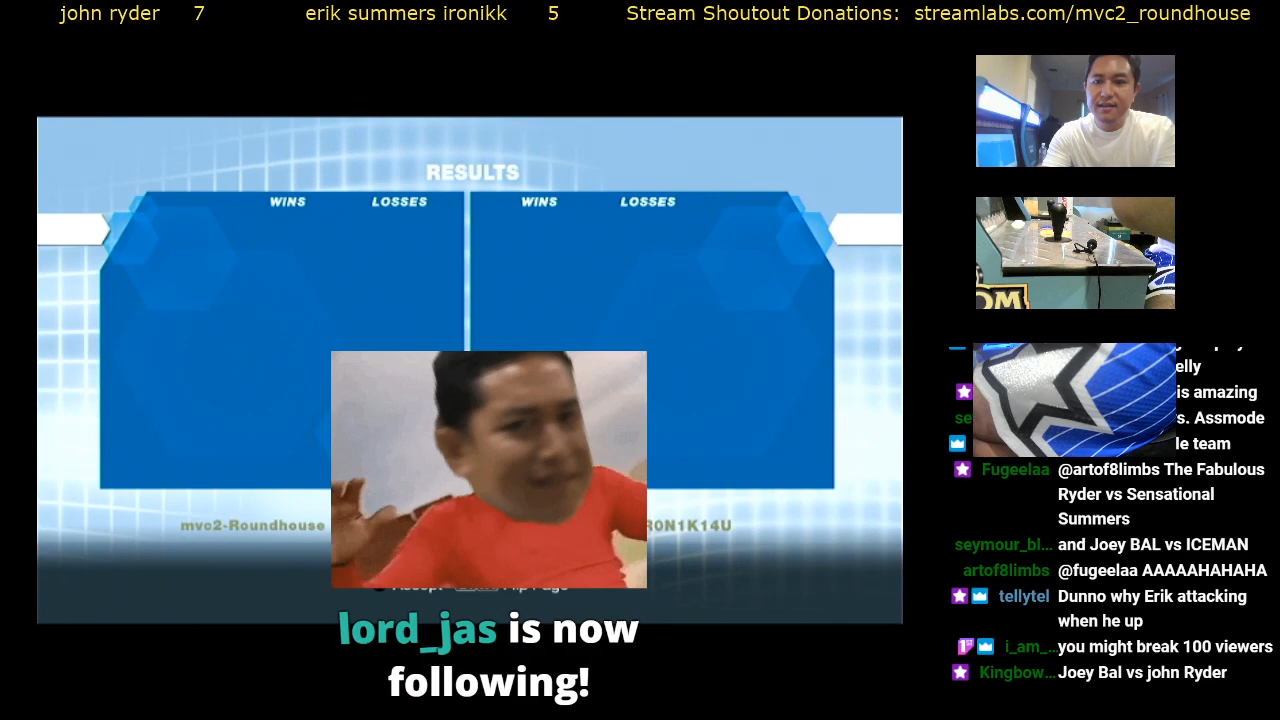 john ryder 7 erik summers ironikk 5 Stream Shoutout Donations: streamlabs.com/mvc2_roundhouse
RESULTS
WINS LOSSES WINS LOSSES
mvc2-Roundhouse
R0N1K14U
lord_jas is now
following!
OM
elly
is amazing
se s. Assmode
le team
Fugeelaa @artof8limbs The Fabulous
Ryder vs Sensational
Summers
seymour_bl... and Joey BAL vs ICEMAN
artof8limbs @fugeelaa AAAAAHAHAHA
tellytel Dunno why Erik attacking
when he up
i_am_... you might break 100 viewers
Kingbow... Joey Bal vs john Ryder